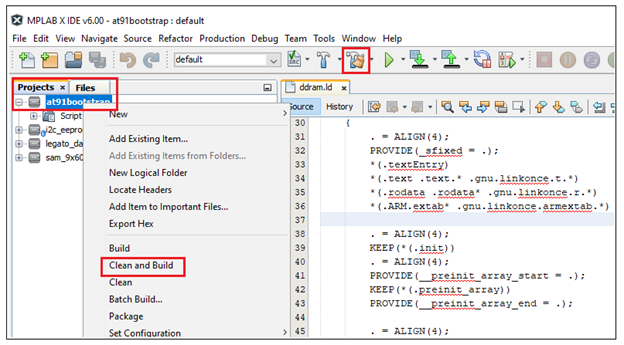 MPLAB X IDE v6.00 - at91bootstrap : default
File Edit View Navigate Source Refactor Production Debug Team Tools Window Help
default
Projects × Files
ddram.ld ×
at91bootstrap
Source History
Script
i2c_eepro
legato_da
sam_9x60
New
Add Existing Item...
Add Existing Items from Folders...
New Logical Folder
Locate Headers
Add Item to Important Files...
Export Hex
Build
Clean and Build
Clean
Batch Build...
Package
Set Configuration
30 {
31 . = ALIGN(4);
32 PROVIDE(_sfixed = .);
33 *(.textEntry)
34 *(.text .text.* .gnu.linkonce.t.*)
35 *(.rodata .rodata* .gnu.linkonce.r.*)
36 *(.ARM.extab* .gnu.linkonce.armextab.*)
37
38 . = ALIGN(4);
39 KEEP(*(.init))
40 . = ALIGN(4);
41 PROVIDE(__preinit_array_start = .);
42 KEEP(*(.preinit_array))
43 PROVIDE(__preinit_array_end = .);
44
45 . = ALIGN(4);